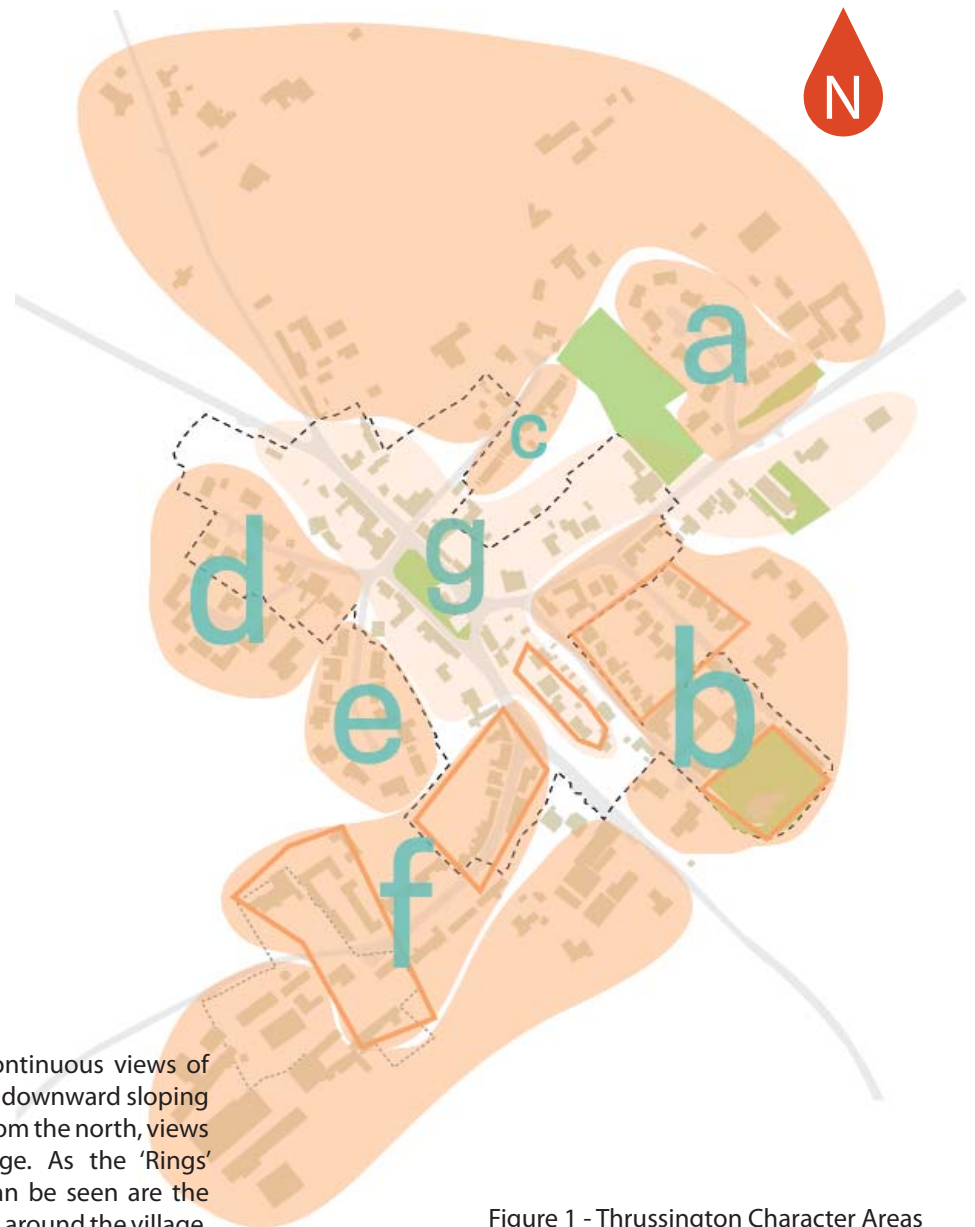 N
a
c
g
d
b
e
f
ontinuous views of
downward sloping
om the north, views
ge. As the ‘Rings’
an be seen are the
around the village.
Figure 1 - Thrussington Character Areas